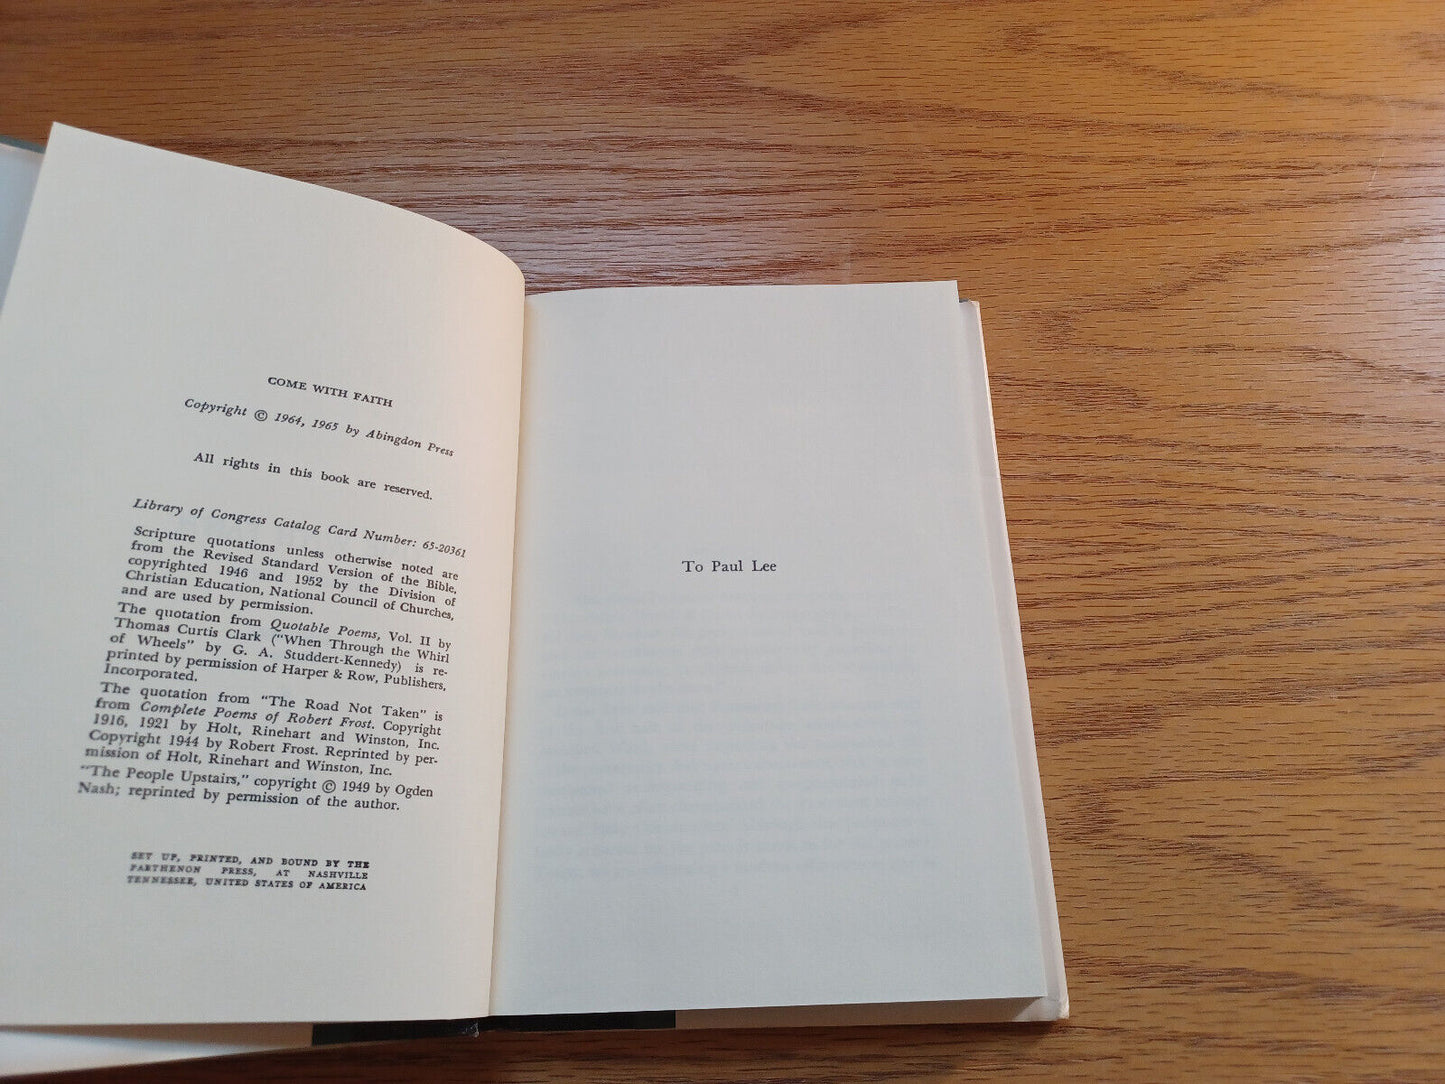 COME WITH FAITH
Copyright © 1964, 1965 by Abingdon Press
All rights in this book are reserved.
Library of Congress Catalog Card Number: 65-20361
Scripture quotations unless otherwise noted are
from the Revised Standard Version of the Bible,
copyrighted 1946 and 1952 by the Division of
Christian Education, National Council of Churches,
and are used by permission.
The quotation from Quotable Poems, Vol. II by
Thomas Curtis Clark ("When Through the Whirl
of Wheels" by G. A. Studdert-Kennedy) is re-
printed by permission of Harper & Row, Publishers,
Incorporated.
The quotation from "The Road Not Taken" is
from Complete Poems of Robert Frost. Copyright
1916, 1921 by Holt, Rinehart and Winston, Inc.
Copyright 1944 by Robert Frost. Reprinted by per-
mission of Holt, Rinehart and Winston, Inc.
"The People Upstairs," copyright © 1949 by Ogden
Nash; reprinted by permission of the author.
SET UP, PRINTED, AND BOUND BY THE
PARTHENON PRESS, AT NASHVILLE
TENNESSEE, UNITED STATES OF AMERICA
To Paul Lee